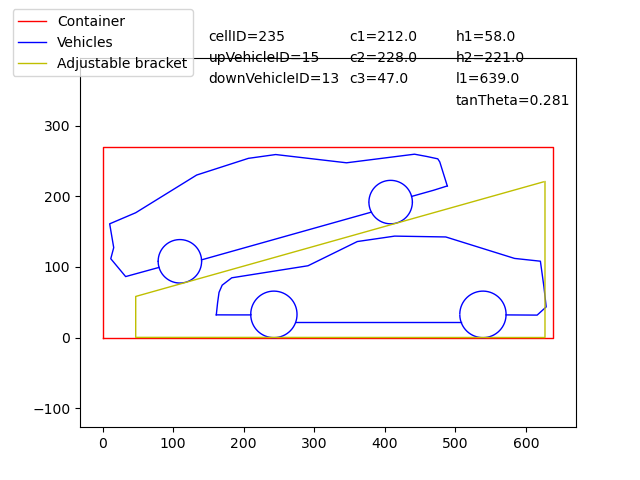 Container
Vehicles
Adjustable bracket
cellID=235 c1=212.0 h1=58.0
upVehicleID=15 c2=228.0 h2=221.0
downVehicleID=13 c3=47.0 l1=639.0
tanTheta=0.281
300
200
100
0
−100
0 100 200 300 400 500 600